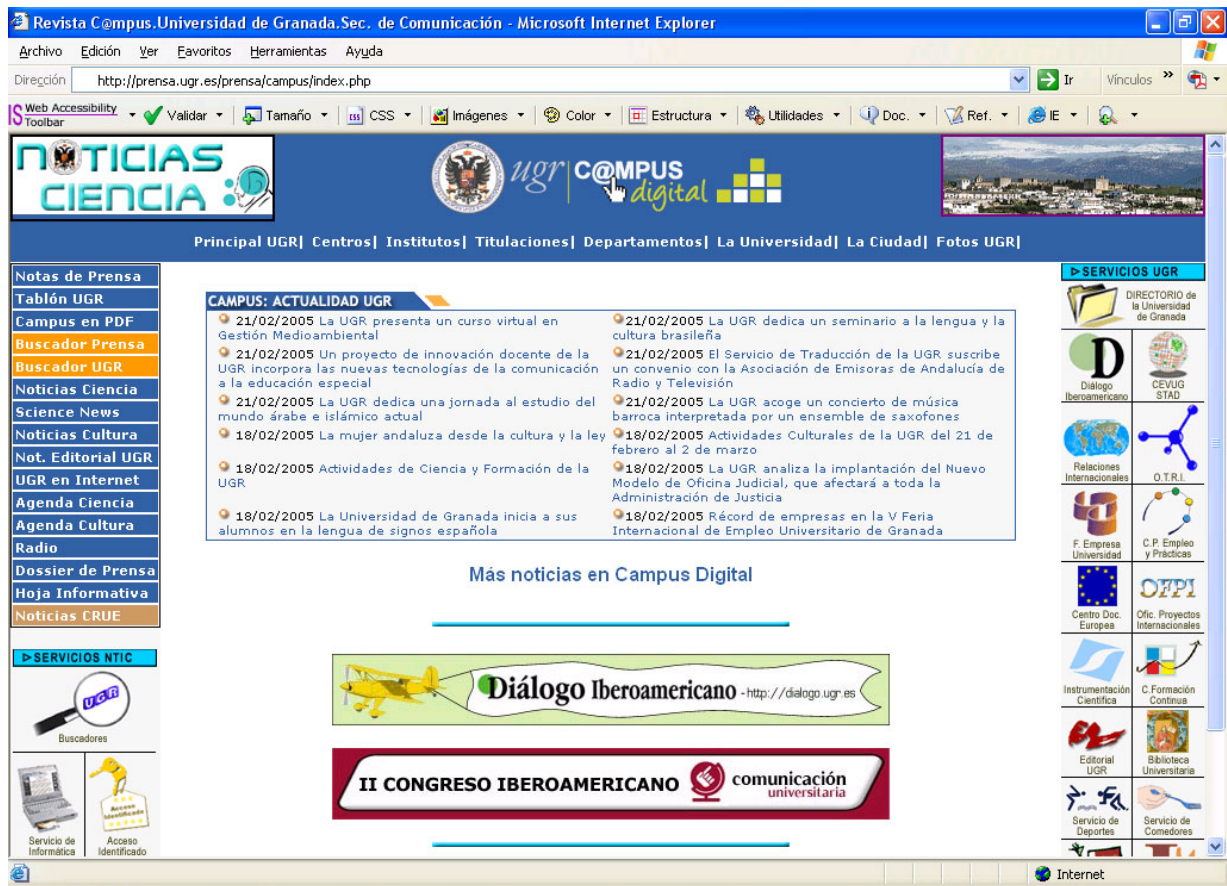 Revista C@mpus.Universidad de Granada.Sec. de Comunicación - Microsoft Internet Explorer
Archivo Edición Ver Favoritos Herramientas Ayuda
Dirección http://prensa.ugr.es/prensa/campus/index.php Ir Vínculos »
Web Accessibility Toolbar Validar Tamaño CSS Imágenes Color Estructura Utilidades Doc. Ref. IE
NOTICIAS
CIENCIA
ugr C@MPUS
digital
Principal UGR| Centros| Institutos| Titulaciones| Departamentos| La Universidad| La Ciudad| Fotos UGR|
Notas de Prensa
Tablón UGR
Campus en PDF
Buscador Prensa
Buscador UGR
Noticias Ciencia
Science News
Noticias Cultura
Not. Editorial UGR
UGR en Internet
Agenda Ciencia
Agenda Cultura
Radio
Dossier de Prensa
Hoja Informativa
Noticias CRUE
SERVICIOS NTIC
UGR
Buscadores
Servicio de
Informática
Acceso
Identificado
Acceso
Identificado
CAMPUS: ACTUALIDAD UGR
21/02/2005 La UGR presenta un curso virtual en
Gestión Medioambiental
21/02/2005 Un proyecto de innovación docente de la
UGR incorpora las nuevas tecnologías de la comunicación
a la educación especial
21/02/2005 La UGR dedica una jornada al estudio del
mundo árabe e islámico actual
18/02/2005 La mujer andaluza desde la cultura y la ley
18/02/2005 Actividades de Ciencia y Formación de la
UGR
18/02/2005 La Universidad de Granada inicia a sus
alumnos en la lengua de signos española
21/02/2005 La UGR dedica un seminario a la lengua y la
cultura brasileña
21/02/2005 El Servicio de Traducción de la UGR suscribe
un convenio con la Asociación de Emisoras de Andalucía de
Radio y Televisión
21/02/2005 La UGR acoge un concierto de música
barroca interpretada por un ensemble de saxofones
18/02/2005 Actividades Culturales de la UGR del 21 de
febrero al 2 de marzo
18/02/2005 La UGR analiza la implantación del Nuevo
Modelo de Oficina Judicial, que afectará a toda la
Administración de Justicia
18/02/2005 Récord de empresas en la V Feria
Internacional de Empleo Universitario de Granada
Más noticias en Campus Digital
Diálogo Iberoamericano -http://dialogo.ugr.es
II CONGRESO IBEROAMERICANO comunicación
universitaria
SERVICIOS UGR
DIRECTORIO de
la Universidad
de Granada
D
Diálogo
Iberoamericano
CEVUG
STAD
Relaciones
Internacionales
O.T.R.I.
F. Empresa
Universidad
C.P. Empleo
y Prácticas
Centro Doc.
Europea
OFPI
Ofic. Proyectos
Internacionales
Instrumentación
Científica
C.Formación
Continua
Editorial
UGR
Biblioteca
Universitaria
Servicio de
Deportes
Servicio de
Comedores
Internet